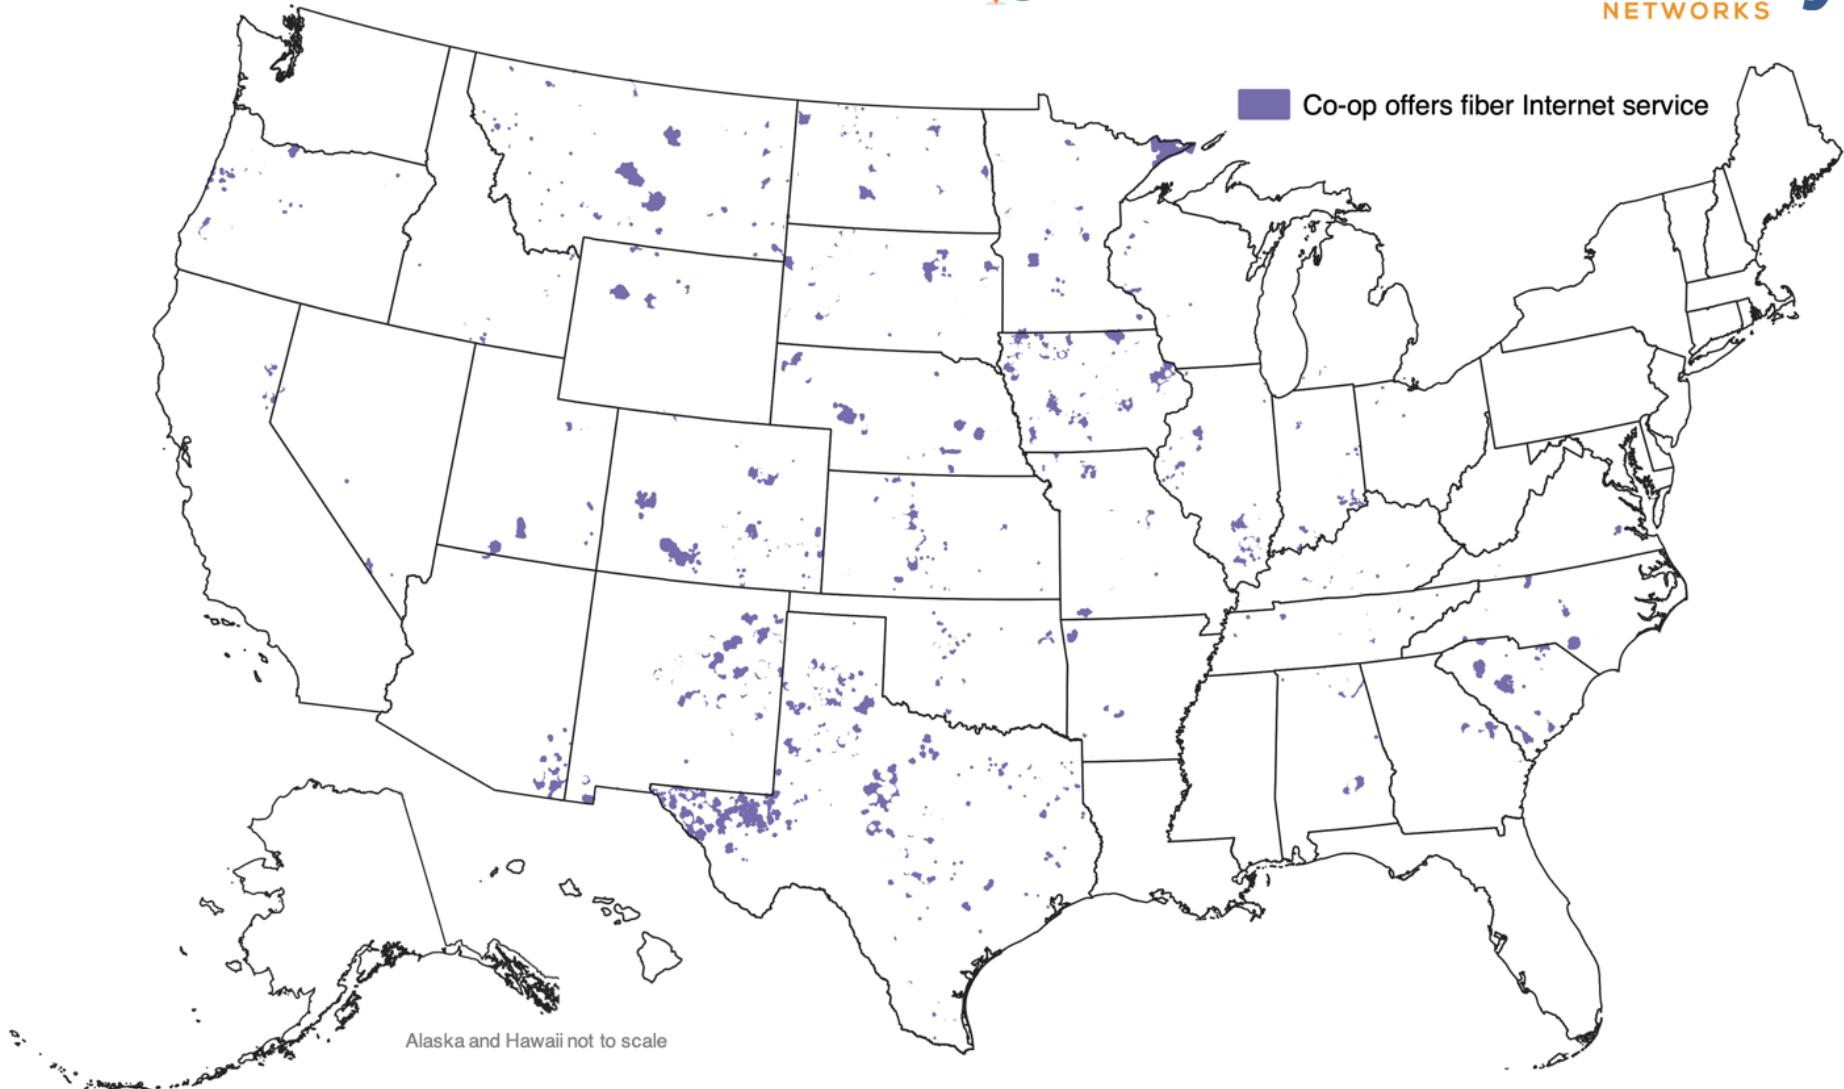 NETWORKS
Co-op offers fiber Internet service
Alaska and Hawaii not to scale